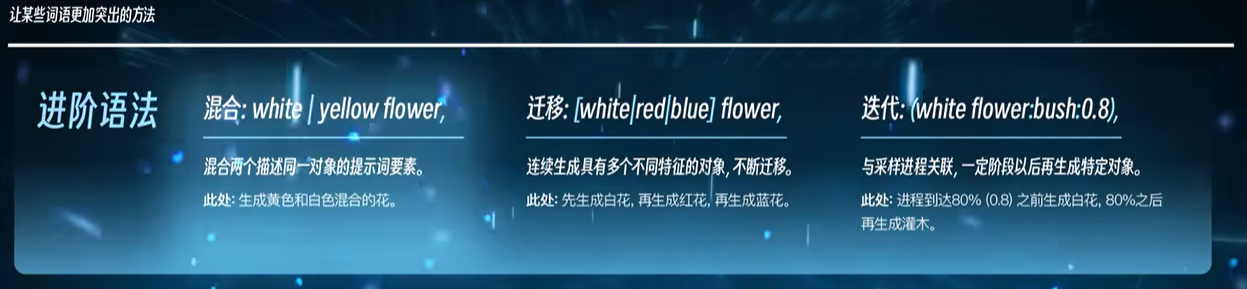 让某些词语更加突出的方法
进阶语法
混合: white | yellow flower,
混合两个描述同一对象的提示词要素。
此处: 生成黄色和白色混合的花。
迁移: [white|red|blue] flower,
连续生成具有多个不同特征的对象, 不断迁移。
此处: 先生成白花, 再生成红花, 再生成蓝花。
迭代: (white flower:bush:0.8),
与采样进程关联, 一定阶段以后再生成特定对象。
此处: 进程到达80% (0.8) 之前生成白花, 80%之后
再生成灌木。